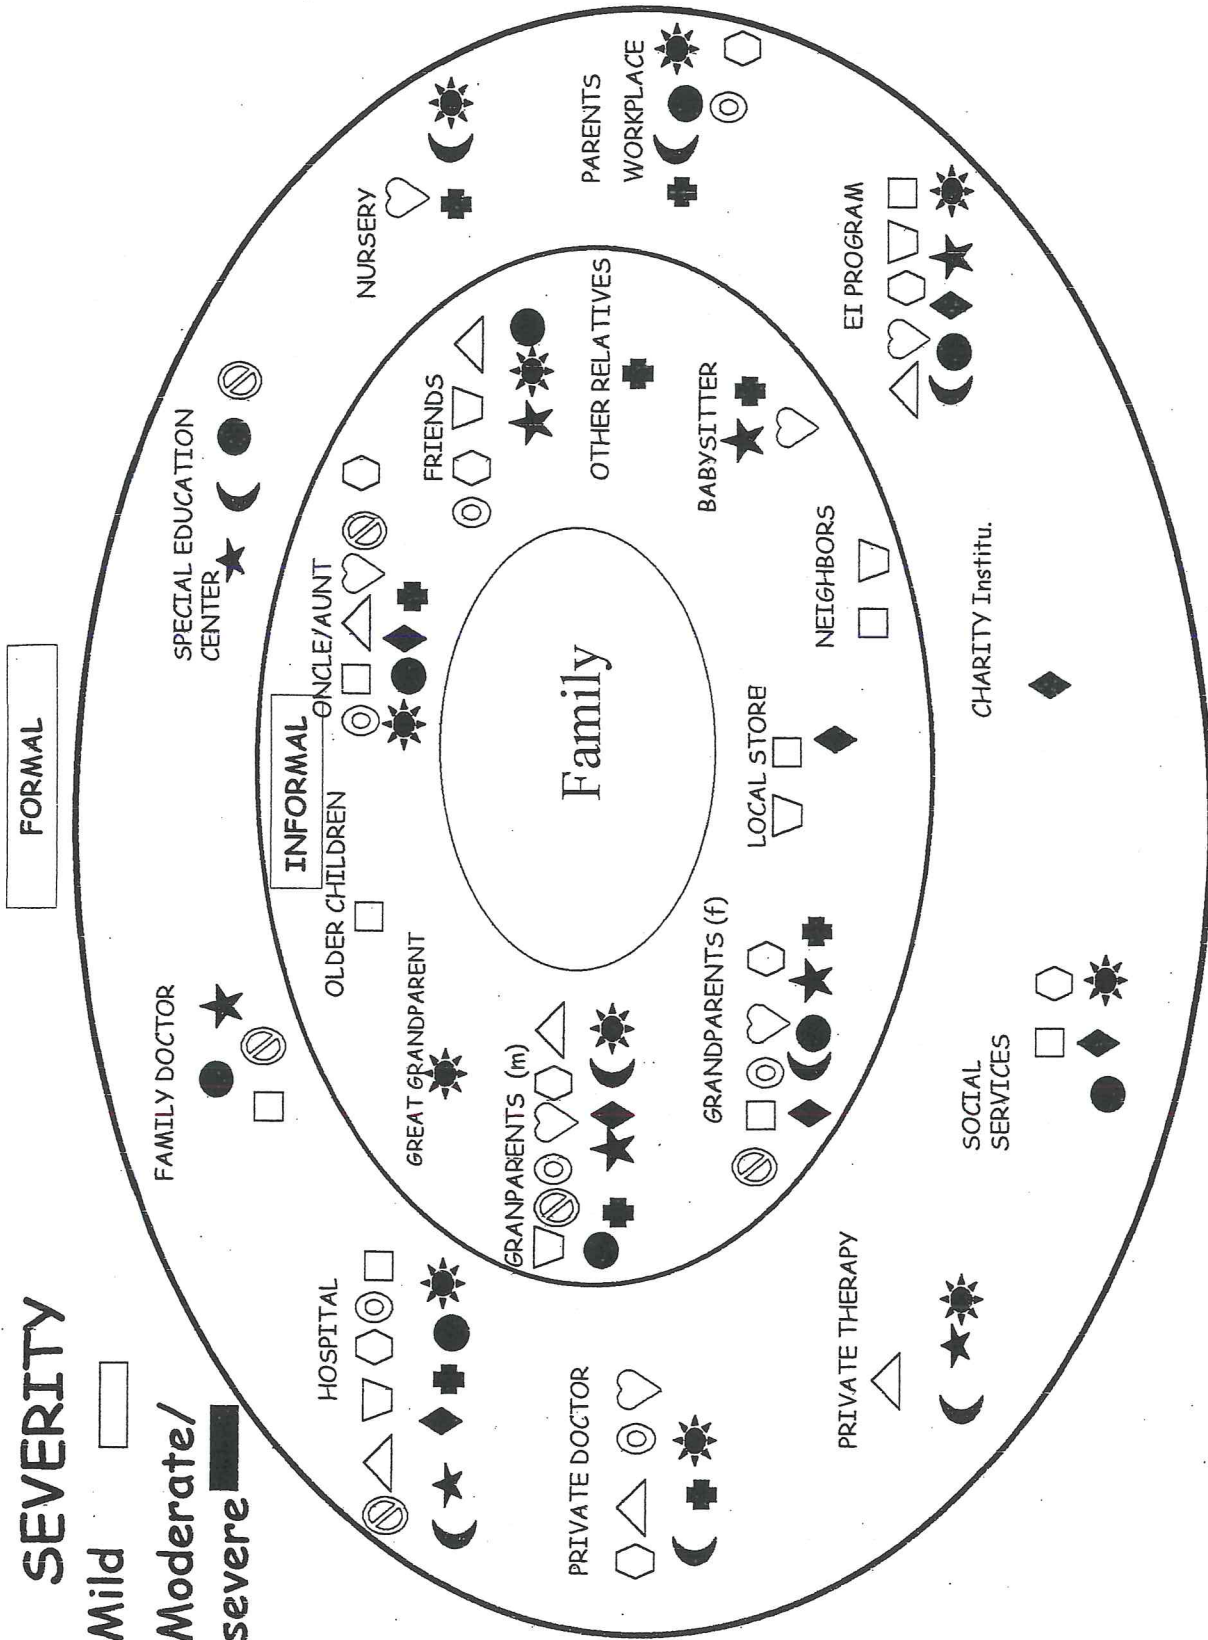 SEVERITY
Mild
Moderate/
severe
FORMAL
INFORMAL
FAMILY DOCTOR
SPECIAL EDUCATION
CENTER
HOSPITAL
OLDER CHILDREN
ONCLE/AUNT
NURSERY
GREAT GRANDPARENT
FRIENDS
GRANPARENTS (m)
Family
OTHER RELATIVES
PARENTS
WORKPLACE
PRIVATE DOCTOR
GRANDPARENTS (f)
LOCAL STORE
NEIGHBORS
BABYSITTER
EI PROGRAM
PRIVATE THERAPY
SOCIAL
SERVICES
CHARITY Institu.